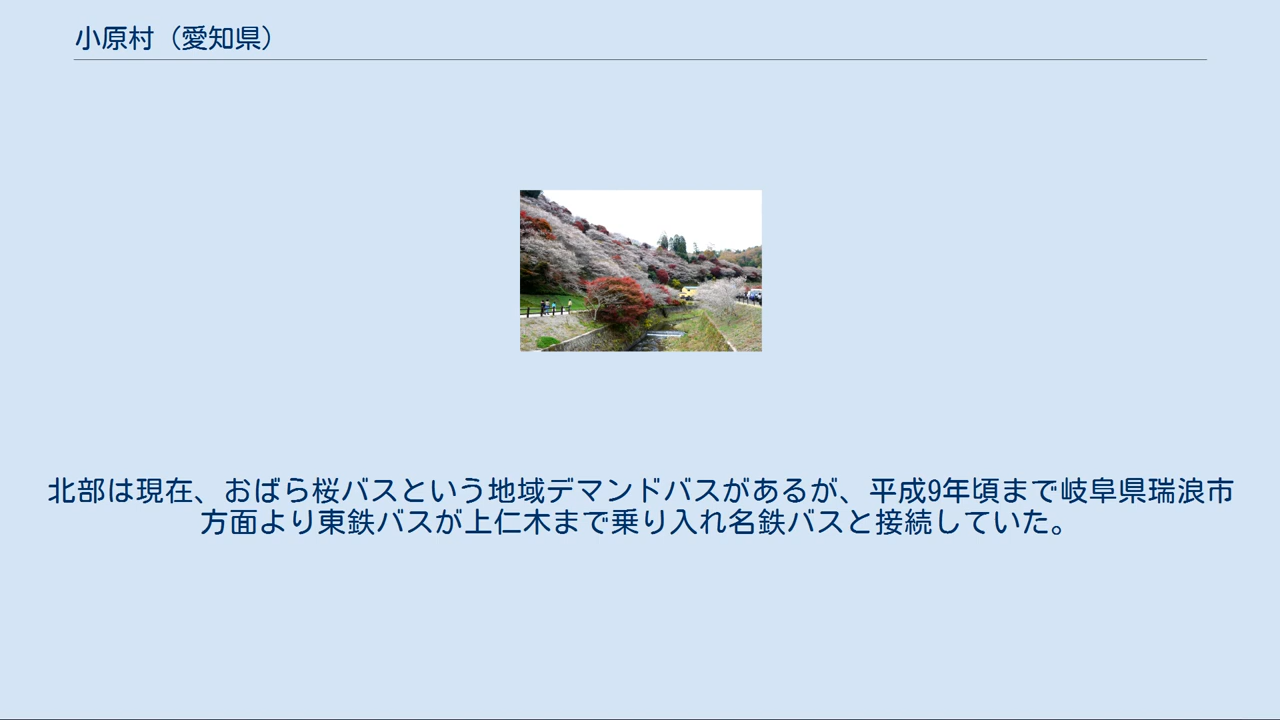 小原村（愛知県）
北部は現在、おばら桜バスという地域デマンドバスがあるが、平成9年頃まで岐阜県瑞浪市
方面より東鉄バスが上仁木まで乗り入れ名鉄バスと接続していた。